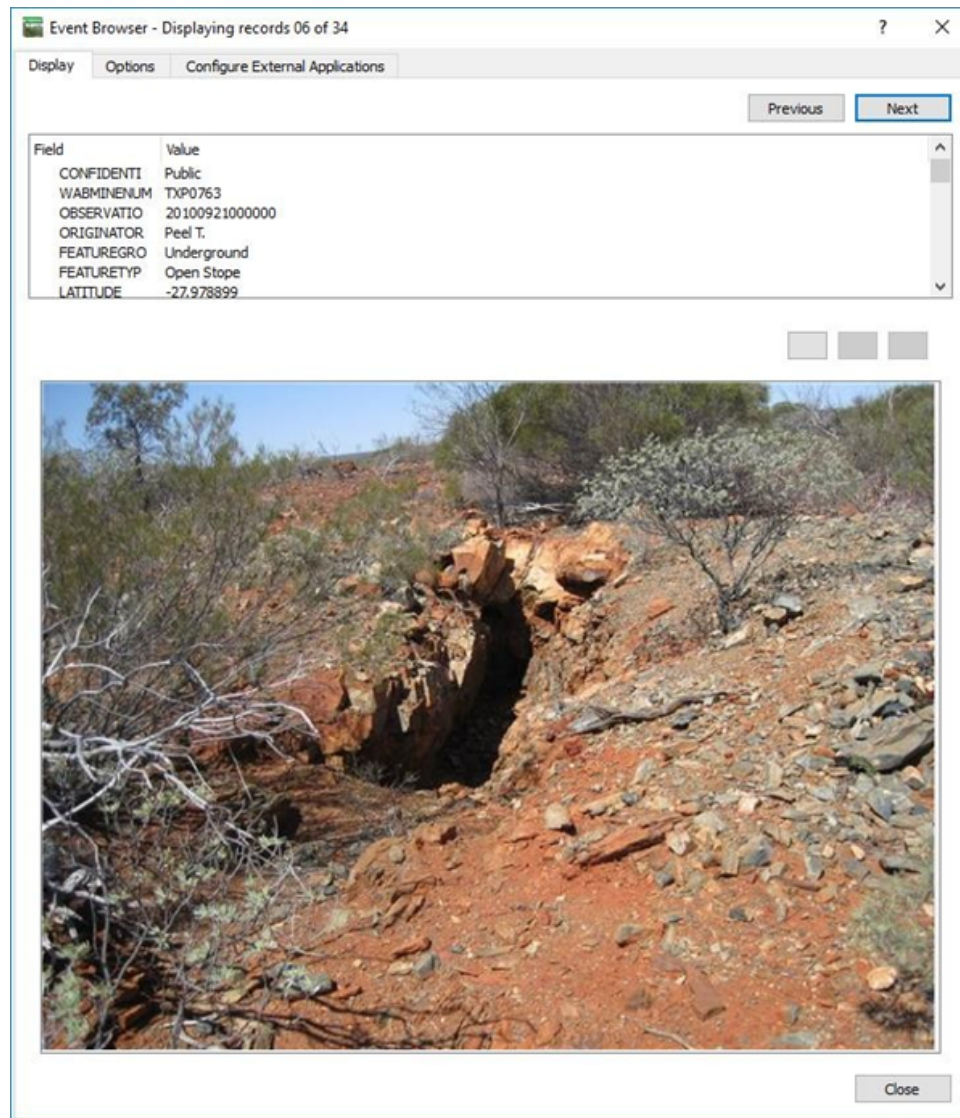 Event Browser - Displaying records 06 of 34
Display Options Configure External Applications
Previous Next
Field Value
CONFIDENTI Public
WABMINENUM TXP0763
OBSERVATIO 20100921000000
ORIGINATOR Peel T.
FEATUREGRO Underground
FEATURETYP Open Stope
LATITUDE -27.978899
Close